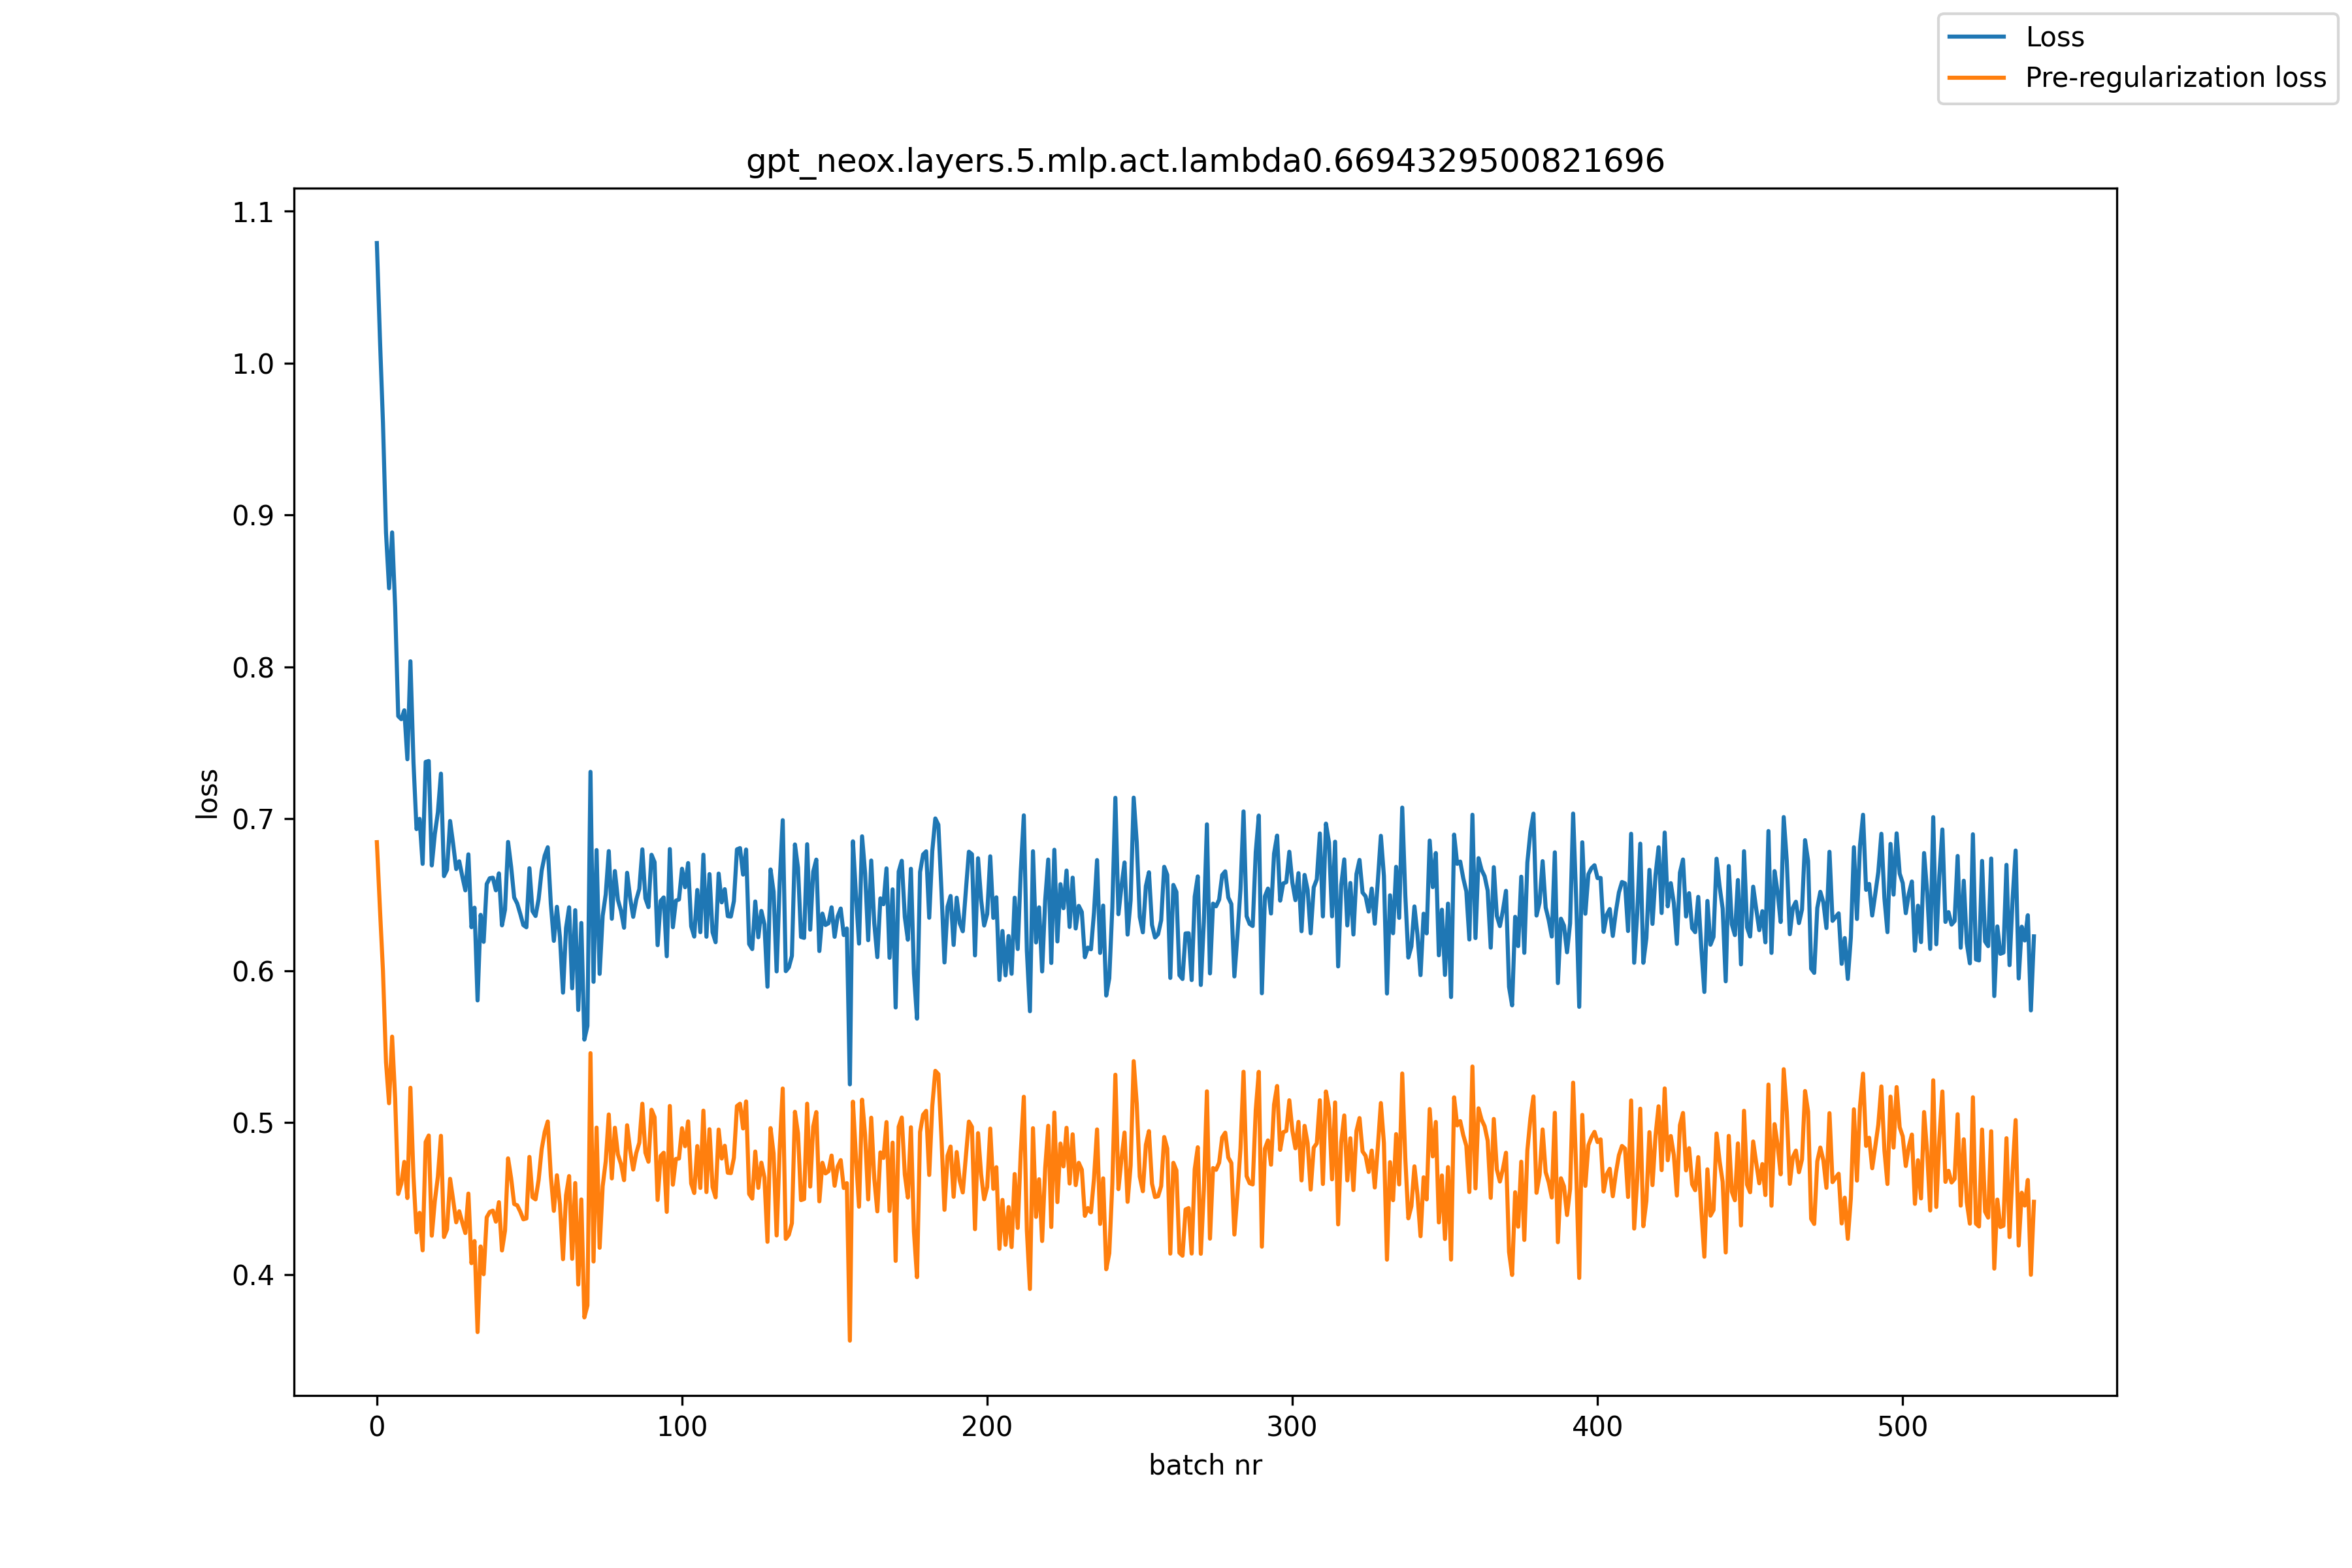 Loss
Pre-regularization loss
gpt_neox.layers.5.mlp.act.lambda0.6694329500821696
1.1
1.0
0.9
0.8
0.7
0.6
0.5
0.4
loss
0 100 200 300 400 500
batch nr